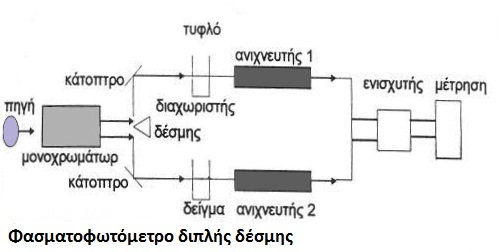 τυφλό
ανιχνευτής 1
κάτοπτρο
ενισχυτής μέτρηση
πηγή
διαχωριστής
δέσμης
μονοχρωμάτωρ
κάτοπτρο
δείγμα
ανιχνευτής 2
Φασματοφωτόμετρο διπλής δέσμης